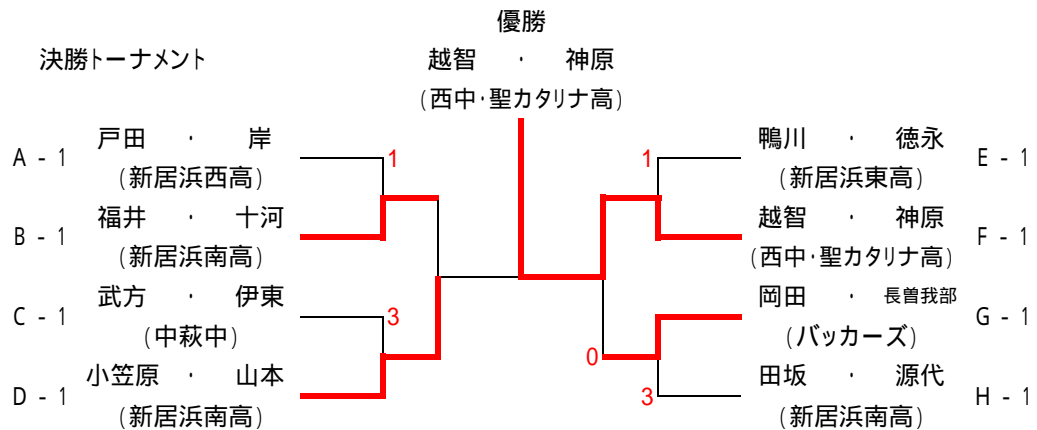 優勝
決勝トーナメント
越智 ・ 神原
(西中・聖カタリナ高)
A - 1 戸田 ・ 岸 1
(新居浜西高)
B - 1 福井 ・ 十河
(新居浜南高)
C - 1 武方 ・ 伊東 3
(中萩中)
D - 1 小笠原 ・ 山本
(新居浜南高)
1 鴨川 ・ 徳永 E - 1
(新居浜東高)
越智 ・ 神原 F - 1
(西中・聖カタリナ高)
岡田 ・ 長曽我部 G - 1
(バッカーズ)
0
3 田坂 ・ 源代 H - 1
(新居浜南高)